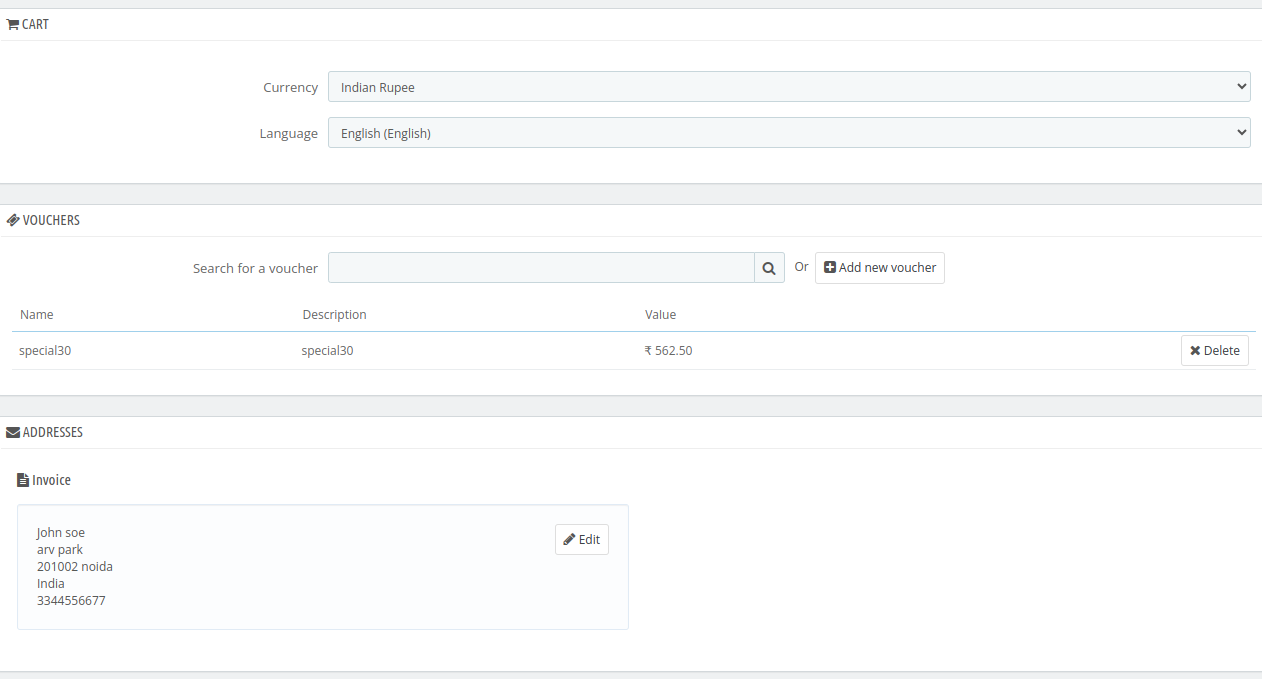 CART
Currency Indian Rupee
Language English (English)
VOUCHERS
Search for a voucher Or Add new voucher
Name Description Value
special30 special30 ₹ 562.50 Delete
ADDRESSES
Invoice
John soe Edit
arv park
201002 noida
India
3344556677